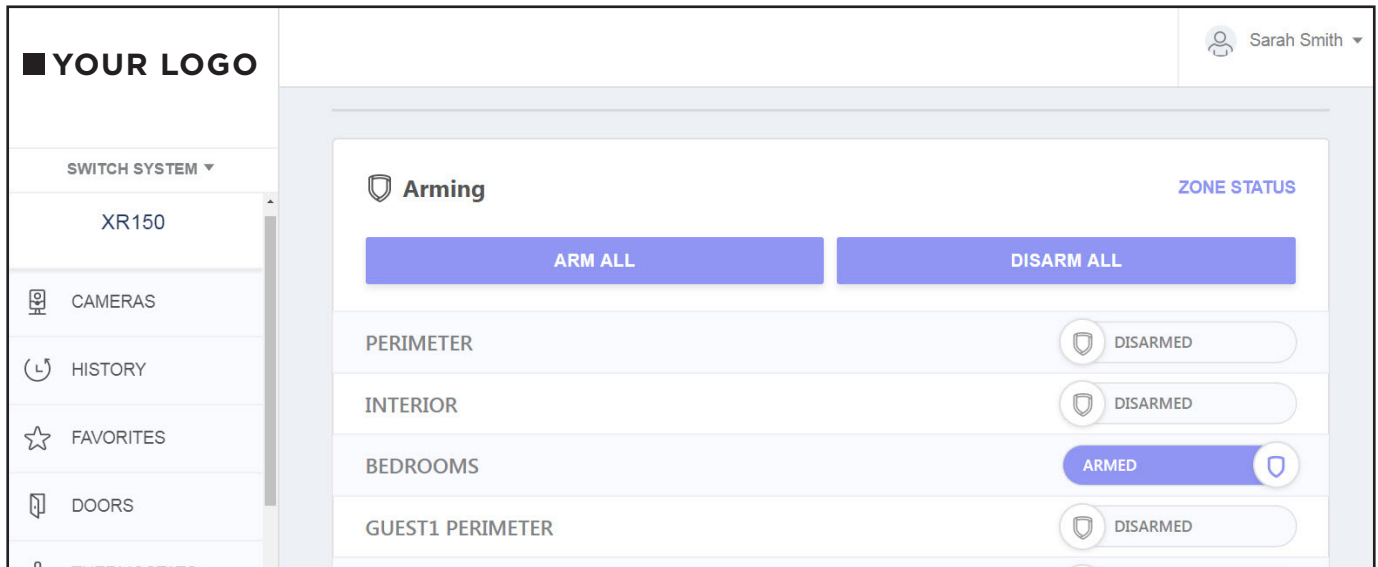 YOUR LOGO
Sarah Smith
SWITCH SYSTEM
XR150
CAMERAS
HISTORY
FAVORITES
DOORS
Arming
ZONE STATUS
ARM ALL
DISARM ALL
PERIMETER
DISARMED
INTERIOR
DISARMED
BEDROOMS
ARMED
GUEST1 PERIMETER
DISARMED